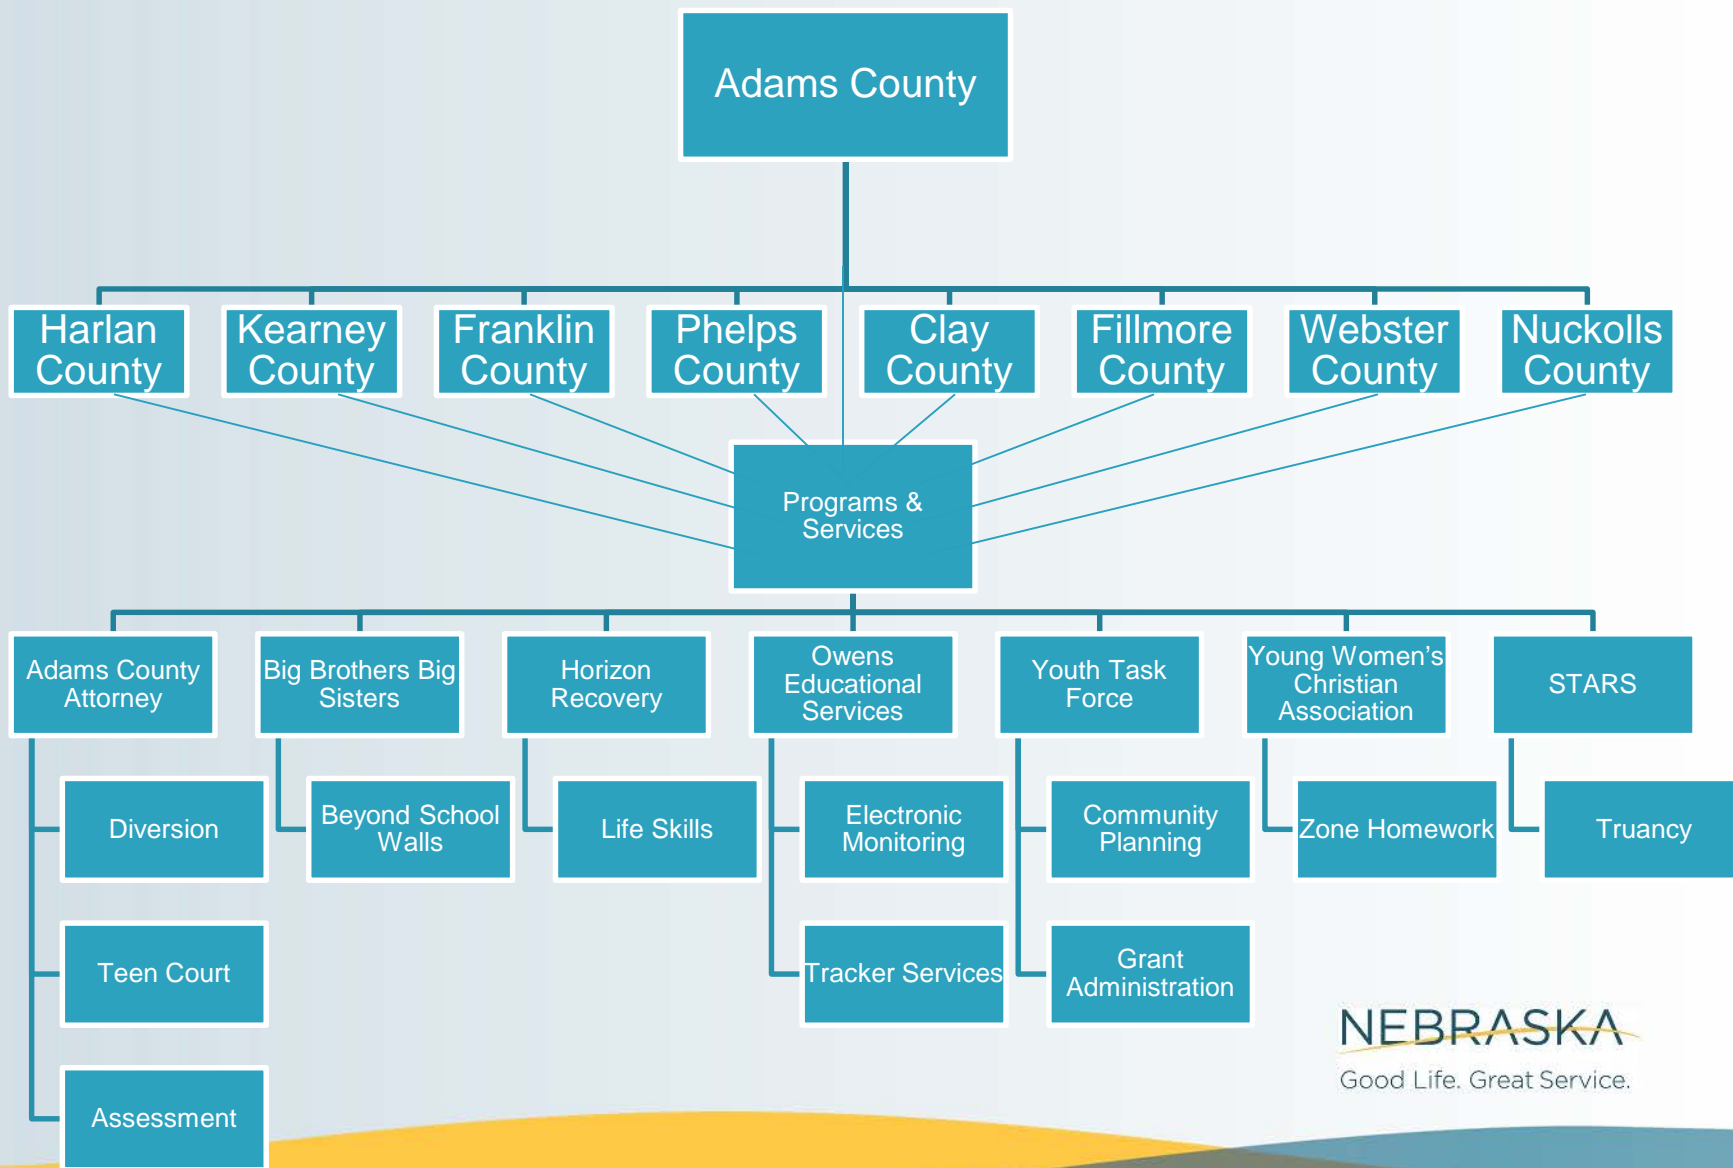 Adams County
Harlan
County
Kearney
County
Franklin
County
Phelps
County
Clay
County
Fillmore
County
Webster
County
Nuckolls
County
Programs &
Services
Adams County
Attorney
Big Brothers Big
Sisters
Horizon
Recovery
Owens
Educational
Services
Youth Task
Force
Young Women’s
Christian
Association
STARS
Diversion
Beyond School
Walls
Life Skills
Electronic
Monitoring
Community
Planning
Zone Homework
Truancy
Teen Court
Tracker Services
Grant
Administration
Assessment
NEBRASKA
Good Life. Great Service.